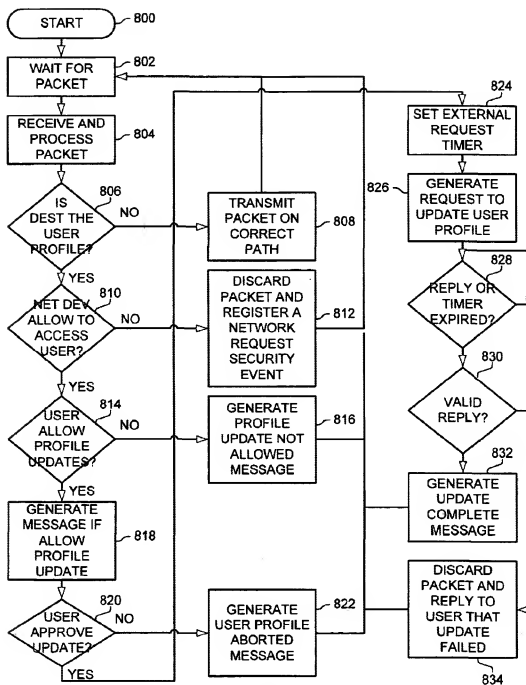 START
800
WAIT FOR
PACKET
802
RECEIVE AND
PROCESS
PACKET
804
IS
DEST THE
USER
PROFILE?
806
NO
TRANSMIT
PACKET ON
CORRECT
PATH
808
YES
NET DEV
ALLOW TO
ACCESS
USER?
810
NO
DISCARD
PACKET AND
REGISTER A
NETWORK
REQUEST
SECURITY
EVENT
812
YES
USER
ALLOW
PROFILE
UPDATES?
814
NO
GENERATE
PROFILE
UPDATE NOT
ALLOWED
MESSAGE
816
YES
GENERATE
MESSAGE IF
ALLOW
PROFILE
UPDATE
818
USER
APPROVE
UPDATE?
820
NO
GENERATE
USER PROFILE
ABORTED
MESSAGE
822
YES
824
SET EXTERNAL
REQUEST
TIMER
826
GENERATE
REQUEST TO
UPDATE USER
PROFILE
828
REPLY OR
TIMER
EXPIRED?
830
VALID
REPLY?
832
GENERATE
UPDATE
COMPLETE
MESSAGE
DISCARD
PACKET AND
REPLY TO
USER THAT
UPDATE
FAILED
834